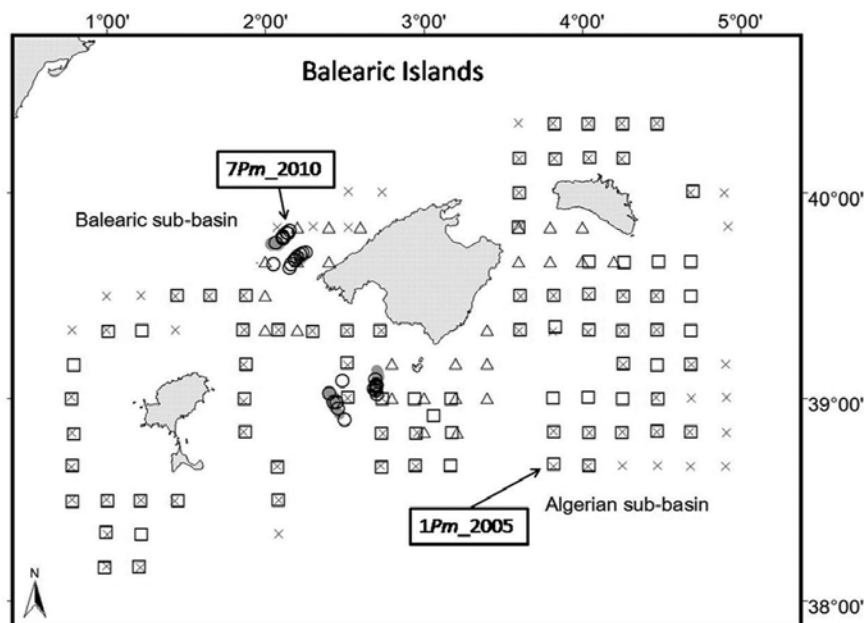 1°00' 2°00' 3°00' 4°00' 5°00'
Balearic Islands
7Pm_2010
40°00'
Balearic sub-basin
39°00'
1Pm_2005
Algerian sub-basin
N
38°00'